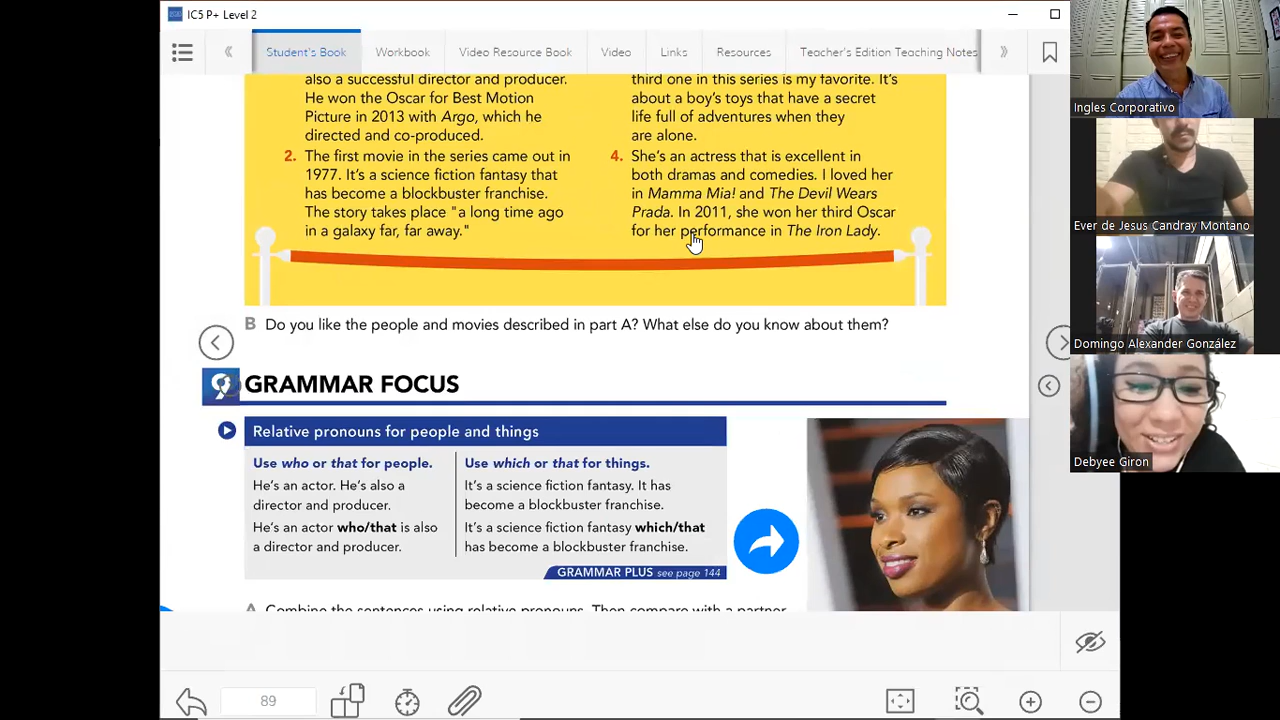 IC5 P+ Level 2
Student's Book Workbook Video Resource Book Video Links Resources Teacher's Edition Teaching Notes
also a successful director and producer.
He won the Oscar for Best Motion
Picture in 2013 with Argo, which he
directed and co-produced.
2. The first movie in the series came out in
1977. It's a science fiction fantasy that
has become a blockbuster franchise.
The story takes place "a long time ago
in a galaxy far, far away."
third one in this series is my favorite. It's
about a boy's toys that have a secret
life full of adventures when they
are alone.
4. She's an actress that is excellent in
both dramas and comedies. I loved her
in Mamma Mia! and The Devil Wears
Prada. In 2011, she won her third Oscar
for her performance in The Iron Lady.
B Do you like the people and movies described in part A? What else do you know about them?
9 GRAMMAR FOCUS
Relative pronouns for people and things
Use who or that for people.
He's an actor. He's also a
director and producer.
He's an actor who/that is also
a director and producer.
Use which or that for things.
It's a science fiction fantasy. It has
become a blockbuster franchise.
It's a science fiction fantasy which/that
has become a blockbuster franchise.
GRAMMAR PLUS see page 144
A Combine the sentences using relative pronouns. Then compare with a partner
89
Ingles Corporativo
Ever de Jesus Candray Montano
Domingo Alexander González
Debyee Giron